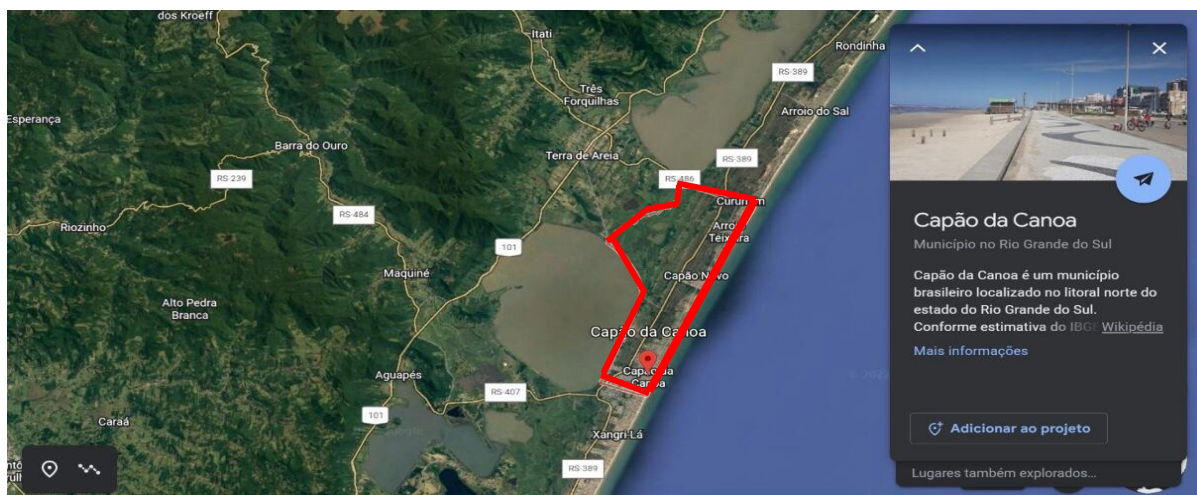 dos Kroeff
Itati
Rondinha
RS-389
Três
Forquilhas
Arroio do Sal
Esperança
Barra do Ouro
Terra de Areia
RS-389
RS-239
RS-486
RS-484
Riozinho
101
Maquiné
Capão
Alto Pedra
Branca
Capão da Canoa
Capão da
Canoa
Aguapés
RS-407
101
Caraá
Xangri-Lá
RS-389
Capão da Canoa
Município no Rio Grande do Sul
Capão da Canoa é um município
brasileiro localizado no litoral norte do
estado do Rio Grande do Sul.
Conforme estimativa do IBGE Wikipédia
Mais informações
Adicionar ao projeto
Lugares também explorados...